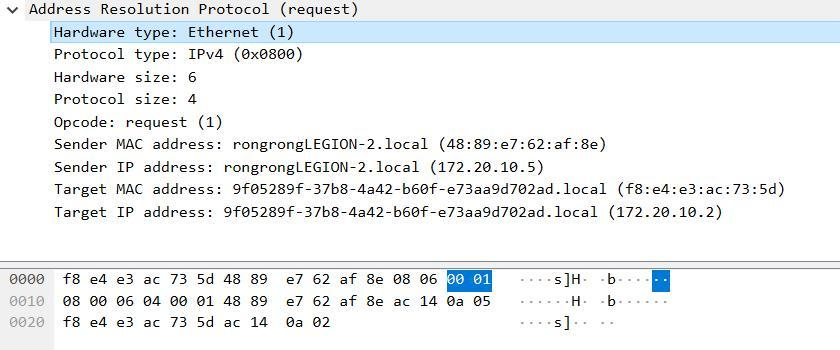 Address Resolution Protocol (request)
Hardware type: Ethernet (1)
Protocol type: IPv4 (0x0800)
Hardware size: 6
Protocol size: 4
Opcode: request (1)
Sender MAC address: rongrongLEGION-2.local (48:89:e7:62:af:8e)
Sender IP address: rongrongLEGION-2.local (172.20.10.5)
Target MAC address: 9f05289f-37b8-4a42-b60f-e73aa9d702ad.local (f8:e4:e3:ac:73:5d)
Target IP address: 9f05289f-37b8-4a42-b60f-e73aa9d702ad.local (172.20.10.2)
0000 f8 e4 e3 ac 73 5d 48 89 e7 62 af 8e 08 06 00 01 ····s]H· ·b······
0010 08 00 06 04 00 01 48 89 e7 62 af 8e ac 14 0a 05 ······H· ·b······
0020 f8 e4 e3 ac 73 5d ac 14 0a 02 ····s]·· ··